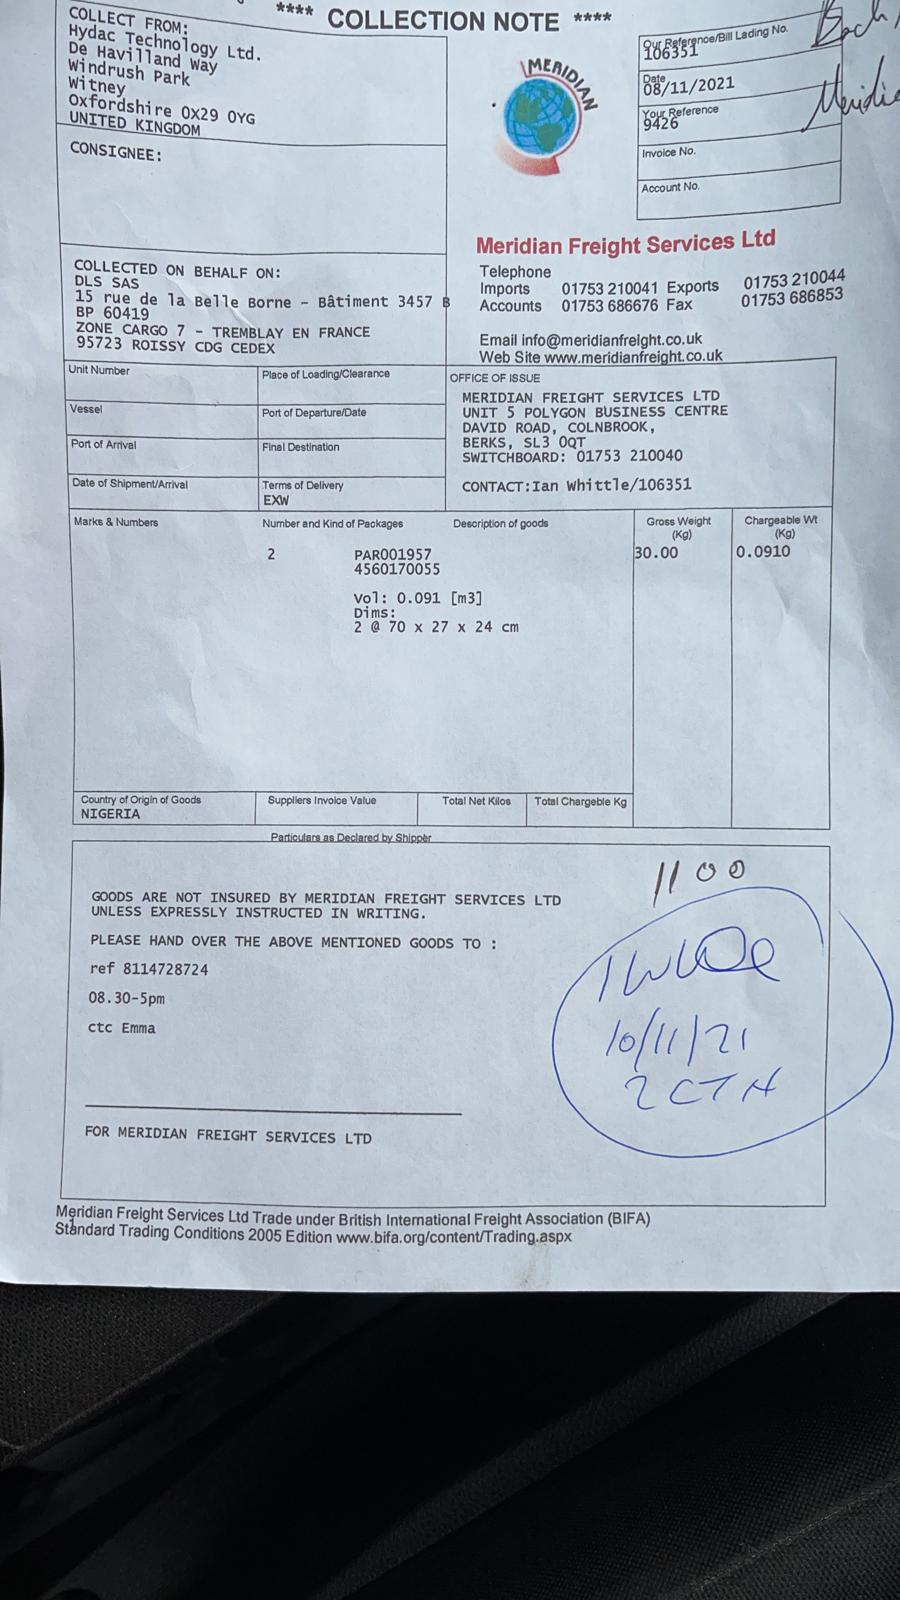 **** COLLECTION NOTE ****
COLLECT FROM:
Hydac Technology Ltd.
De Havilland Way
Windrush Park
Witney
Oxfordshire OX29 0YG
UNITED KINGDOM
CONSIGNEE:
MERIDIAN
Our Reference/Bill Lading No.
106351
Date
08/11/2021
Your Reference
9426
Invoice No.
Account No.
COLLECTED ON BEHALF ON:
DLS SAS
15 rue de la Belle Borne - Bâtiment 3457 B
BP 60419
ZONE CARGO 7 - TREMBLAY EN FRANCE
95723 ROISSY CDG CEDEX
Meridian Freight Services Ltd
Telephone
Imports 01753 210041 Exports 01753 210044
Accounts 01753 686676 Fax 01753 686853
Email info@meridianfreight.co.uk
Web Site www.meridianfreight.co.uk
Unit Number
Place of Loading/Clearance
Vessel
Port of Departure/Date
Port of Arrival
Final Destination
Date of Shipment/Arrival
Terms of Delivery
EXW
OFFICE OF ISSUE
MERIDIAN FREIGHT SERVICES LTD
UNIT 5 POLYGON BUSINESS CENTRE
DAVID ROAD, COLNBROOK,
BERKS, SL3 0QT
SWITCHBOARD: 01753 210040
CONTACT:Ian Whittle/106351
Marks & Numbers
Number and Kind of Packages
Description of goods
Gross Weight
(Kg)
Chargeable Wt
(Kg)
2 PAR001957 30.00 0.0910
4560170055
Vol: 0.091 [m3]
Dims:
2 @ 70 x 27 x 24 cm
Country of Origin of Goods
NIGERIA
Suppliers Invoice Value
Total Net Kilos
Total Chargeble Kg
Particulars as Declared by Shipper
1100
GOODS ARE NOT INSURED BY MERIDIAN FREIGHT SERVICES LTD
UNLESS EXPRESSLY INSTRUCTED IN WRITING.
PLEASE HAND OVER THE ABOVE MENTIONED GOODS TO :
ref 8114728724
08.30-5pm
ctc Emma
10/11/21
2 CTN
FOR MERIDIAN FREIGHT SERVICES LTD
Meridian Freight Services Ltd Trade under British International Freight Association (BIFA)
Standard Trading Conditions 2005 Edition www.bifa.org/content/Trading.aspx